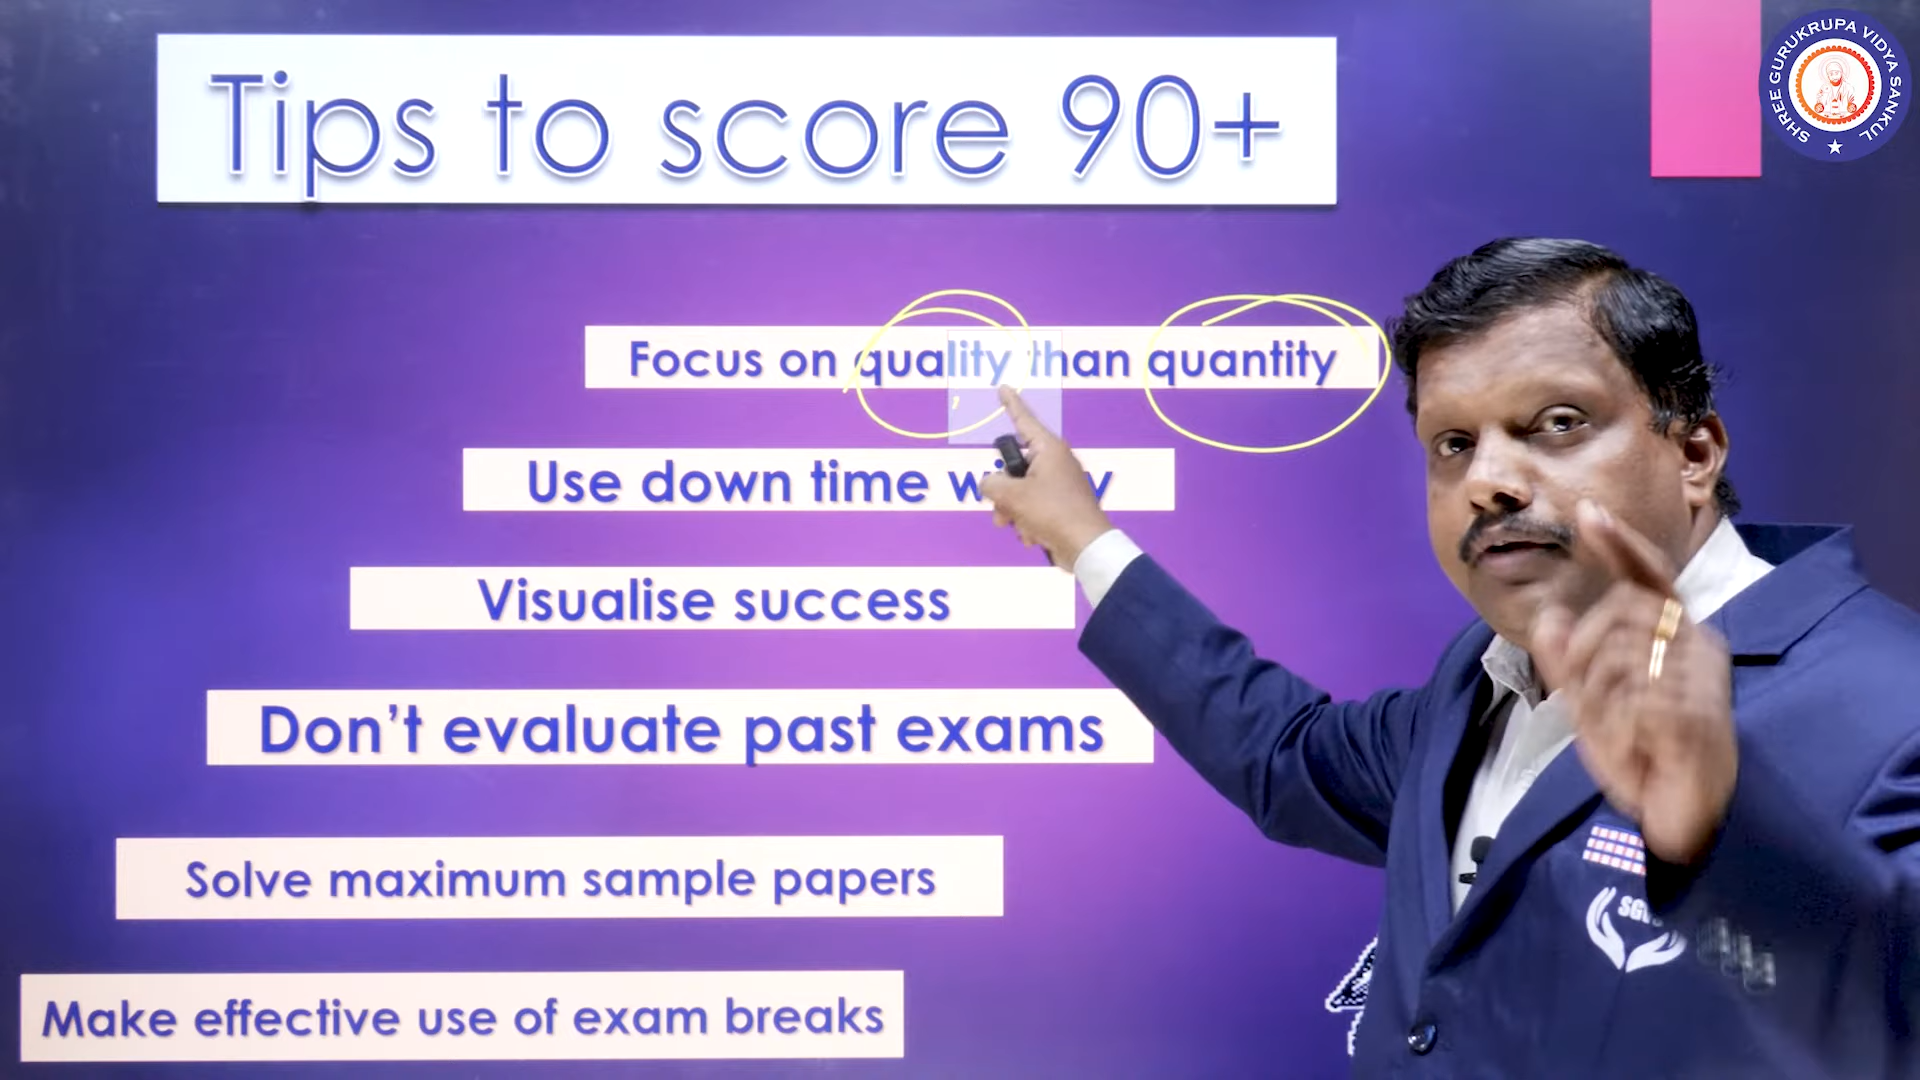 Tips to score 90+
SHREE GURUKRUPA VIDYA SANKUL
Focus on quality than quantity
Use down time
Visualise success
Don't evaluate past exams
Solve maximum sample papers
Make effective use of exam breaks